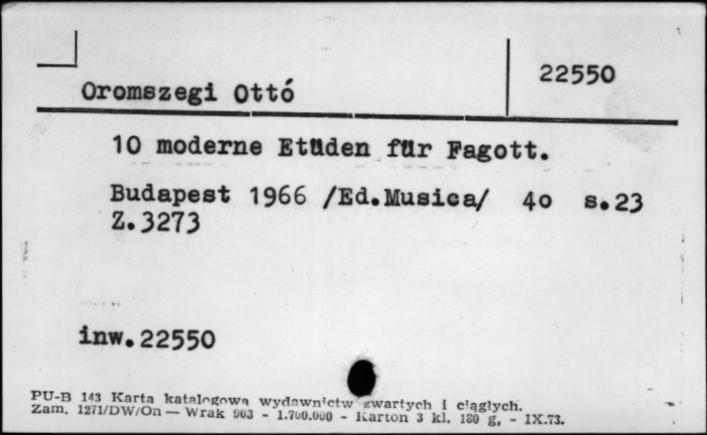 22550
Oromszegi Ottó
10 moderne Etüden für Fagott.
Budapest 1966 /Ed.Musica/ 4o s.23
Z.3273
inw.22550
PU-B 143 Karta katalogowa wydawnictw zwartych i ciągłych.
Zam. 1271/DW/On — Wrak 903 - 1.700.000 - Karton 3 kl. 180 g, - IX.73.